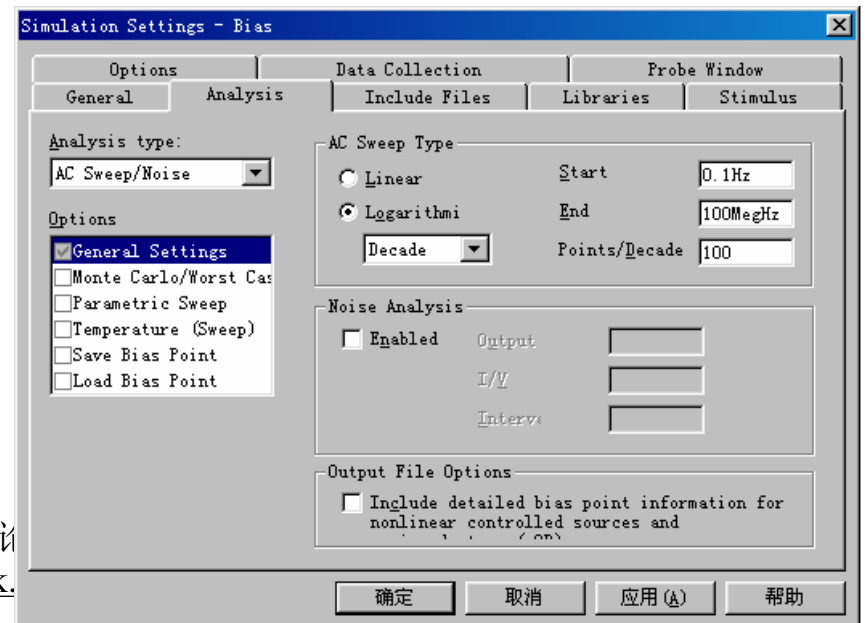 Simulation Settings - Bias
Options
Data Collection
Probe Window
General
Analysis
Include Files
Libraries
Stimulus
Analysis type:
AC Sweep/Noise
Options
General Settings
Monte Carlo/Worst Cas
Parametric Sweep
Temperature (Sweep)
Save Bias Point
Load Bias Point
AC Sweep Type
Linear
Logarithmi
Decade
Start
0.1Hz
End
100MegHz
Points/Decade
100
Noise Analysis
Enabled
Output
I/V
Interv
Output File Options
Include detailed bias point information for
nonlinear controlled sources and
k.
确定
取消
应用(A)
帮助